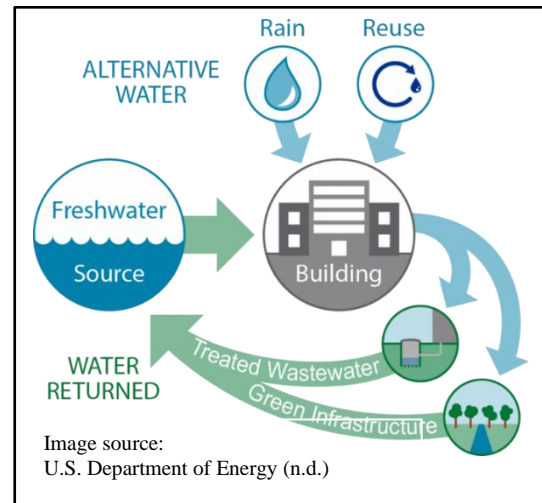 Rain
Reuse
ALTERNATIVE
WATER
Freshwater
Source
Building
Treated Wastewater
Green Infrastructure
WATER
RETURNED
Image source:
U.S. Department of Energy (n.d.)